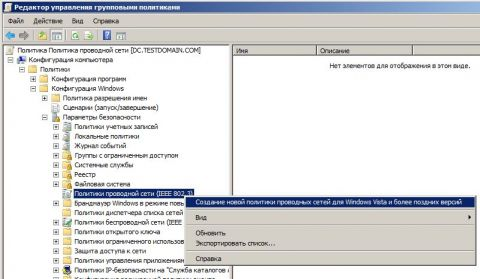 Редактор управления групповыми политиками
Файл Действие Вид Справка
Политика Политика проводной сети [DC.TESTDOMAIN.COM]
Конфигурация компьютера
Политики
Конфигурация программ
Конфигурация Windows
Политика разрешения имен
Сценарии (запуск/завершение)
Параметры безопасности
Политики учетных записей
Локальные политики
Журнал событий
Группы с ограниченным доступом
Системные службы
Реестр
Файловая система
Политики проводной сети (IEEE 802.3)
Брандмауэр Windows в режиме повы
Политики диспетчера списка сетей
Политики беспроводной сети (IEEE 802
Политики открытого ключа
Политики ограниченного использов
Защита доступа к сети
Политики управления приложениями
Политики IP-безопасности на "Служба каталогов
Имя Описание
Нет элементов для отображения в этом виде.
Создание новой политики проводных сетей для Windows Vista и более поздних версий
Вид
Обновить
Экспортировать список...
Справка